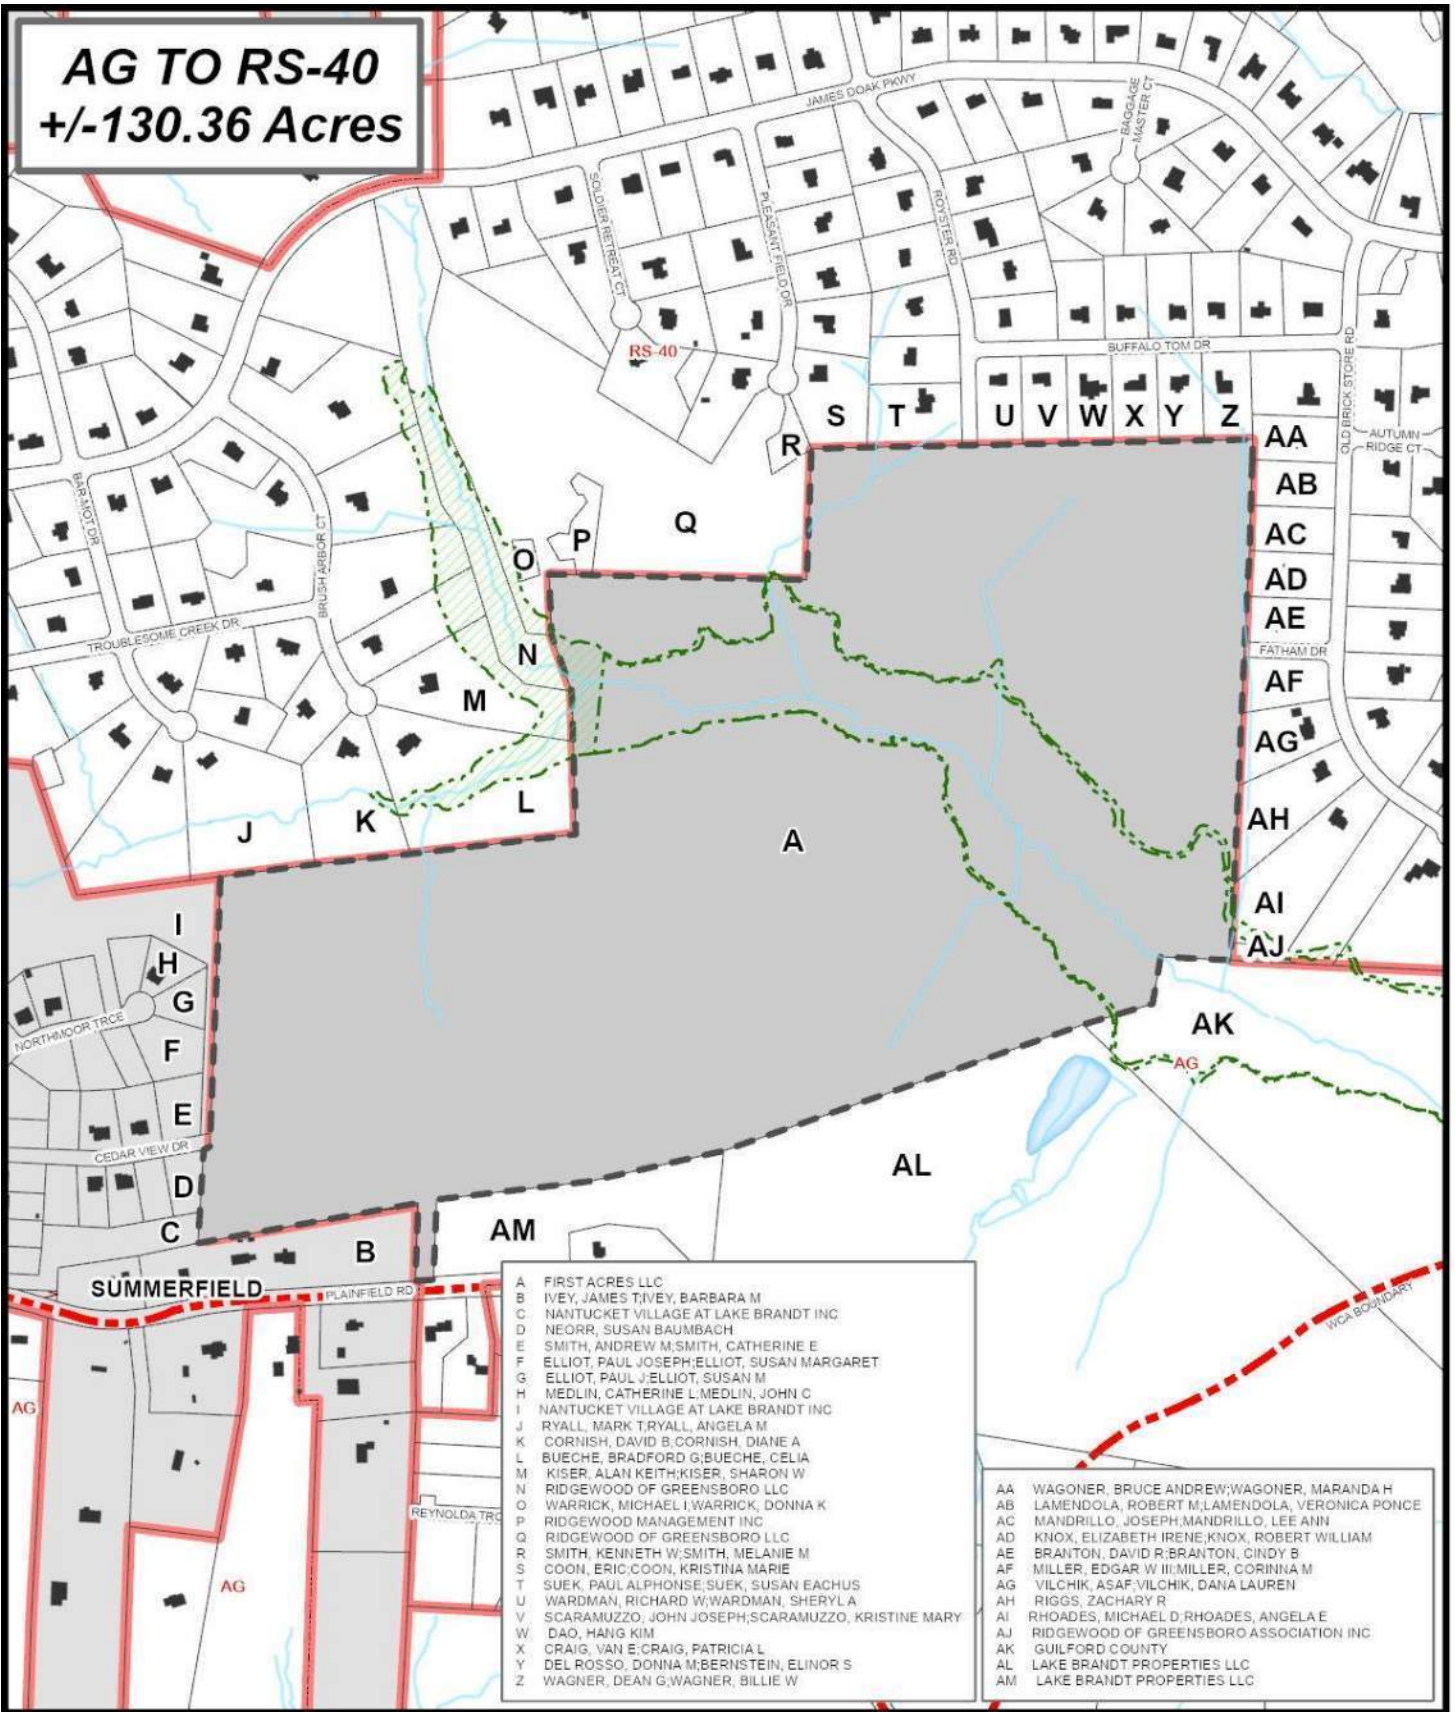 AG TO RS-40
+/-130.36 Acres
JAMES DOAK PKWY
BAGGAGE
MASTER CT
SOLDIER RETREAT CT
PLEASANT FIELD DR
ROYSTER RD
RS-40
BUFFALO TOM DR
OLD BRICK STORE RD
AUTUMN
RIDGE CT
S
T
U
V
W
X
Y
Z
R
AA
AB
AC
AD
AE
FATHAM DR
AF
AG
AH
AI
AJ
BAR-MOT DR
BRUSH ARBOR CT
TROUBLESOME CREEK DR
Q
P
O
N
M
L
K
J
A
I
H
G
NORTHMOOR TRCE
F
E
CEDAR VIEW DR
D
C
B
AK
AG
AL
AM
SUMMERFIELD
PLAINFIELD RD
WCA BOUNDARY
AG
AG
REYNOLDA TRC
A FIRST ACRES LLC
B IVEY, JAMES T;IVEY, BARBARA M
C NANTUCKET VILLAGE AT LAKE BRANDT INC
D NEORR, SUSAN BAUMBACH
E SMITH, ANDREW M;SMITH, CATHERINE E
F ELLIOT, PAUL JOSEPH;ELLIOT, SUSAN MARGARET
G ELLIOT, PAUL J;ELLIOT, SUSAN M
H MEDLIN, CATHERINE L;MEDLIN, JOHN C
I NANTUCKET VILLAGE AT LAKE BRANDT INC
J RYALL, MARK T;RYALL, ANGELA M
K CORNISH, DAVID B;CORNISH, DIANE A
L BUECHE, BRADFORD G;BUECHE, CELIA
M KISER, ALAN KEITH;KISER, SHARON W
N RIDGEWOOD OF GREENSBORO LLC
O WARRICK, MICHAEL I;WARRICK, DONNA K
P RIDGEWOOD MANAGEMENT INC
Q RIDGEWOOD OF GREENSBORO LLC
R SMITH, KENNETH W;SMITH, MELANIE M
S COON, ERIC;COON, KRISTINA MARIE
T SUEK, PAUL ALPHONSE;SUEK, SUSAN EACHUS
U WARDMAN, RICHARD W;WARDMAN, SHERYL A
V SCARAMUZZO, JOHN JOSEPH;SCARAMUZZO, KRISTINE MARY
W DAO, HANG KIM
X CRAIG, VAN E;CRAIG, PATRICIA L
Y DEL ROSSO, DONNA M;BERNSTEIN, ELINOR S
Z WAGNER, DEAN G;WAGNER, BILLIE W
AA WAGONER, BRUCE ANDREW;WAGONER, MARANDA H
AB LAMENDOLA, ROBERT M;LAMENDOLA, VERONICA PONCE
AC MANDRILLO, JOSEPH;MANDRILLO, LEE ANN
AD KNOX, ELIZABETH IRENE;KNOX, ROBERT WILLIAM
AE BRANTON, DAVID R;BRANTON, CINDY B
AF MILLER, EDGAR W III;MILLER, CORINNA M
AG VILCHIK, ASAF;VILCHIK, DANA LAUREN
AH RIGGS, ZACHARY R
AI RHOADES, MICHAEL D;RHOADES, ANGELA E
AJ RIDGEWOOD OF GREENSBORO ASSOCIATION INC
AK GUILFORD COUNTY
AL LAKE BRANDT PROPERTIES LLC
AM LAKE BRANDT PROPERTIES LLC